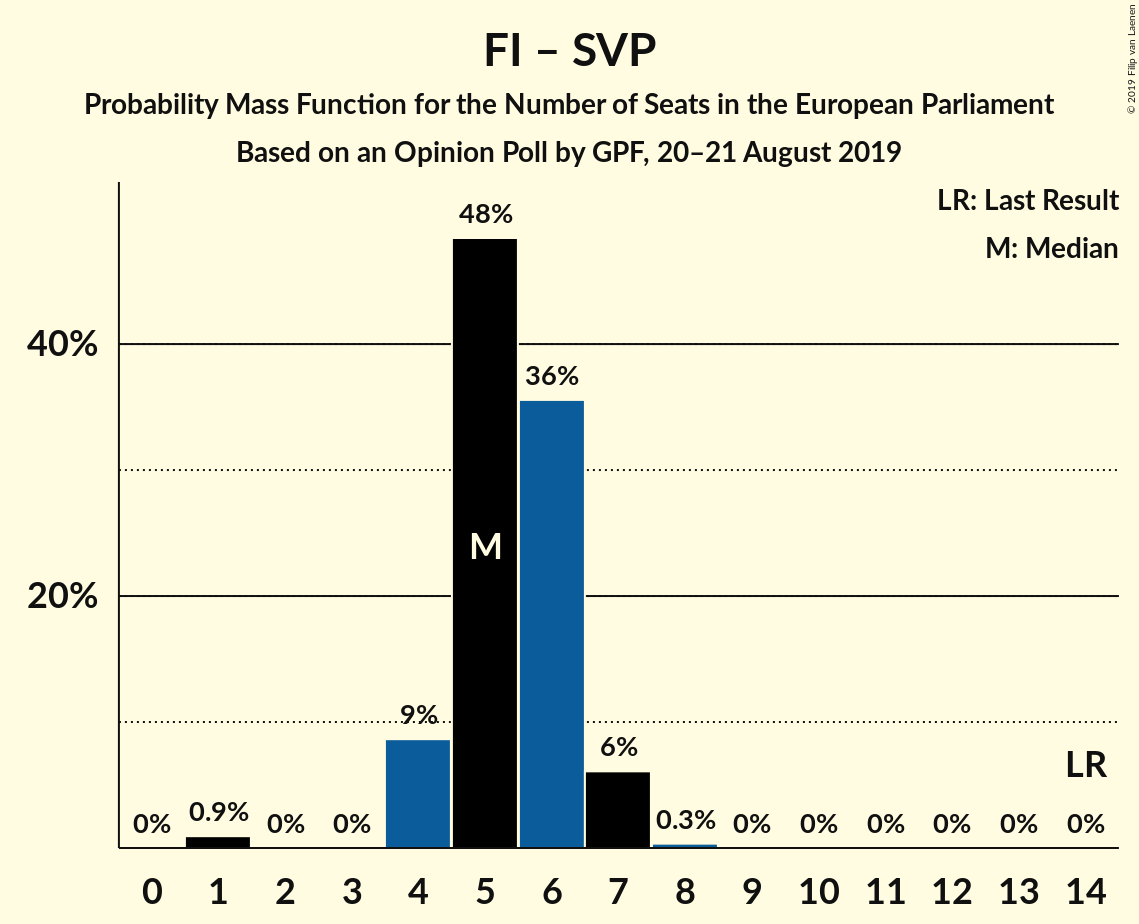 FI – SVP
Probability Mass Function for the Number of Seats in the European Parliament
Based on an Opinion Poll by GPF, 20–21 August 2019
© 2019 Filip van Laenen
LR: Last Result
M: Median
40%
20%
0%
0.9%
0%
0%
9%
48%
M
36%
6%
0.3%
0%
0%
0%
0%
0%
LR
0%
0 1 2 3 4 5 6 7 8 9 10 11 12 13 14